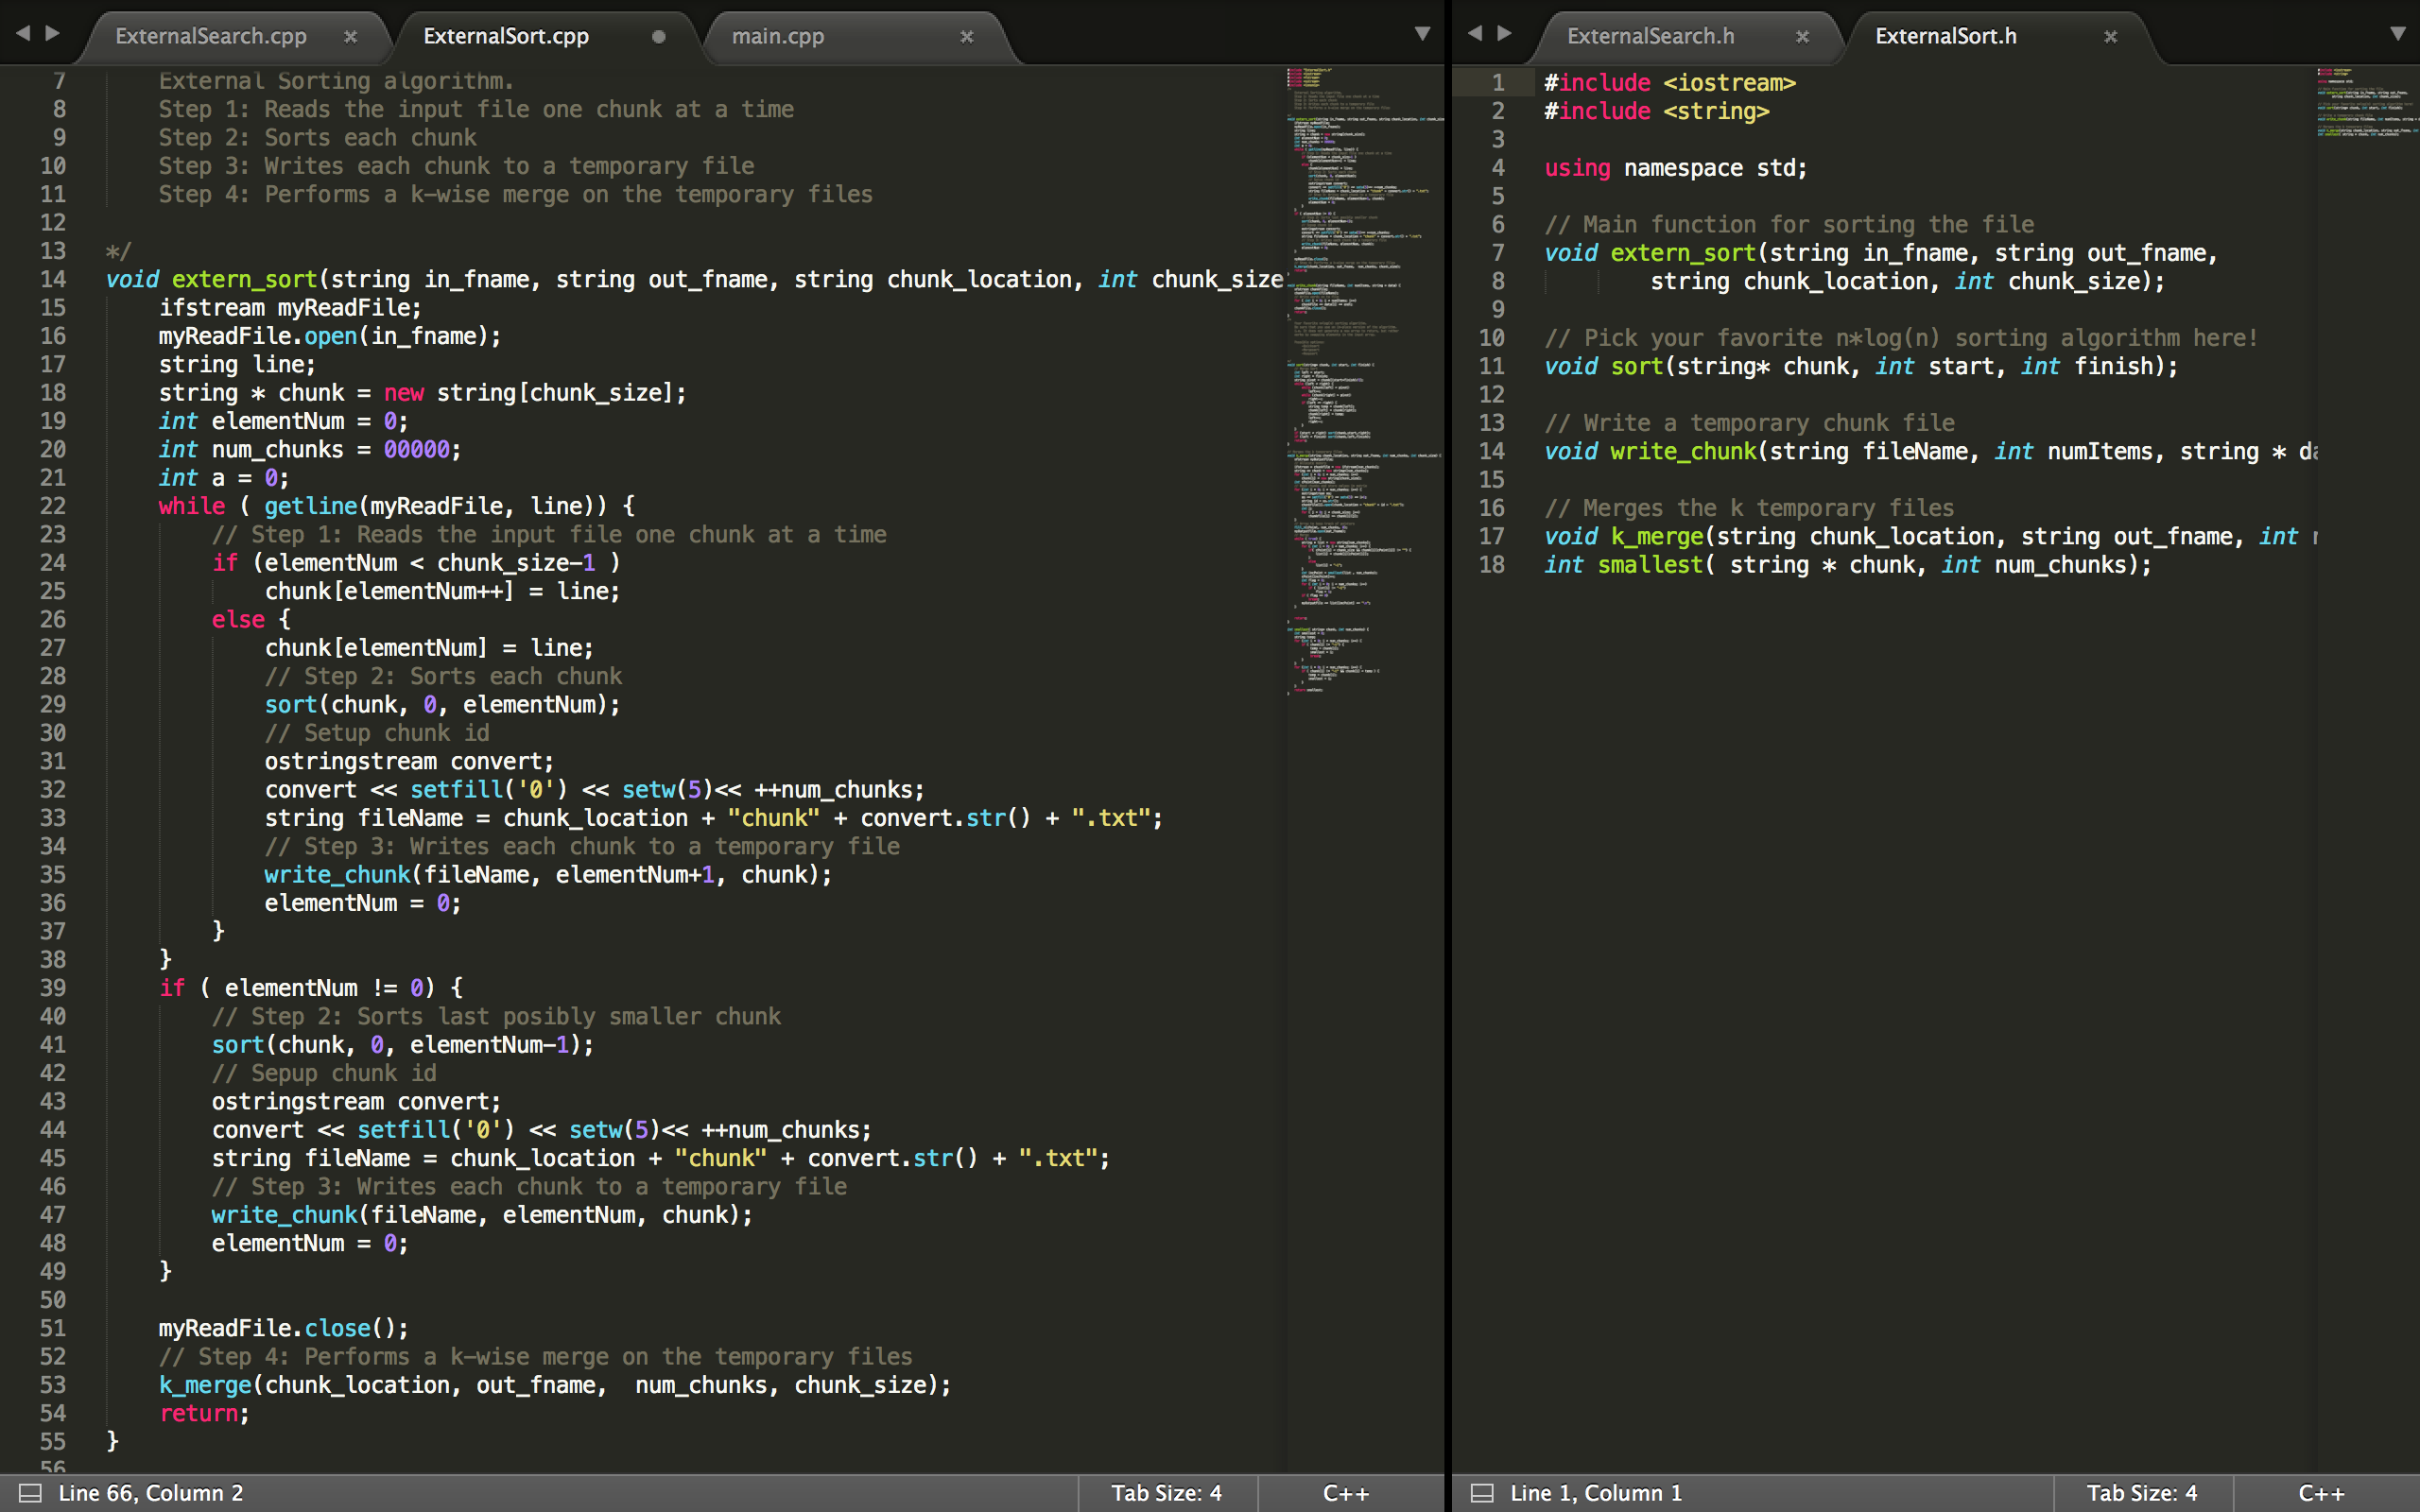 ExternalSearch.cpp
ExternalSort.cpp
main.cpp
7 External Sorting algorithm.
8 Step 1: Reads the input file one chunk at a time
9 Step 2: Sorts each chunk
10 Step 3: Writes each chunk to a temporary file
11 Step 4: Performs a k-wise merge on the temporary files
12
13 */
14 void extern_sort(string in_fname, string out_fname, string chunk_location, int chunk_size
15 ifstream myReadFile;
16 myReadFile.open(in_fname);
17 string line;
18 string * chunk = new string[chunk_size];
19 int elementNum = 0;
20 int num_chunks = 00000;
21 int a = 0;
22 while ( getline(myReadFile, line)) {
23 // Step 1: Reads the input file one chunk at a time
24 if (elementNum < chunk_size-1 )
25 chunk[elementNum++] = line;
26 else {
27 chunk[elementNum] = line;
28 // Step 2: Sorts each chunk
29 sort(chunk, 0, elementNum);
30 // Setup chunk id
31 ostringstream convert;
32 convert << setfill('0') << setw(5)<< ++num_chunks;
33 string fileName = chunk_location + "chunk" + convert.str() + ".txt";
34 // Step 3: Writes each chunk to a temporary file
35 write_chunk(fileName, elementNum+1, chunk);
36 elementNum = 0;
37 }
38 }
39 if ( elementNum != 0) {
40 // Step 2: Sorts last posibly smaller chunk
41 sort(chunk, 0, elementNum-1);
42 // Sepup chunk id
43 ostringstream convert;
44 convert << setfill('0') << setw(5)<< ++num_chunks;
45 string fileName = chunk_location + "chunk" + convert.str() + ".txt";
46 // Step 3: Writes each chunk to a temporary file
47 write_chunk(fileName, elementNum, chunk);
48 elementNum = 0;
49 }
50
51 myReadFile.close();
52 // Step 4: Performs a k-wise merge on the temporary files
53 k_merge(chunk_location, out_fname,  num_chunks, chunk_size);
54 return;
55 }
56
Line 66, Column 2
Tab Size: 4
C++
ExternalSearch.h
ExternalSort.h
1 #include <iostream>
2 #include <string>
3
4 using namespace std;
5
6 // Main function for sorting the file
7 void extern_sort(string in_fname, string out_fname,
8 string chunk_location, int chunk_size);
9
10 // Pick your favorite n*log(n) sorting algorithm here!
11 void sort(string* chunk, int start, int finish);
12
13 // Write a temporary chunk file
14 void write_chunk(string fileName, int numItems, string * da
15
16 // Merges the k temporary files
17 void k_merge(string chunk_location, string out_fname, int n
18 int smallest( string * chunk, int num_chunks);
Line 1, Column 1
Tab Size: 4
C++